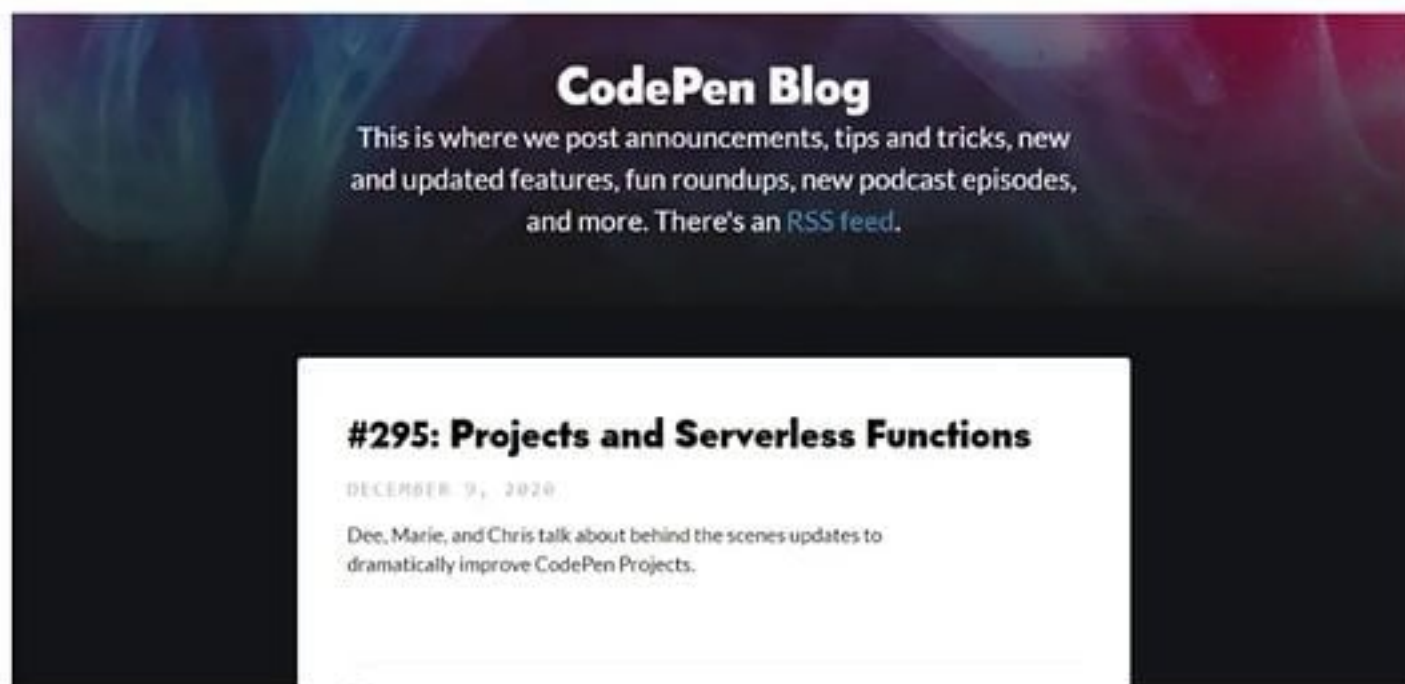 CodePen Blog
This is where we post announcements, tips and tricks, new
and updated features, fun roundups, new podcast episodes,
and more. There's an RSS feed.
#295: Projects and Serverless Functions
DECEMBER 9, 2020
Dee, Marie, and Chris talk about behind the scenes updates to
dramatically improve CodePen Projects.